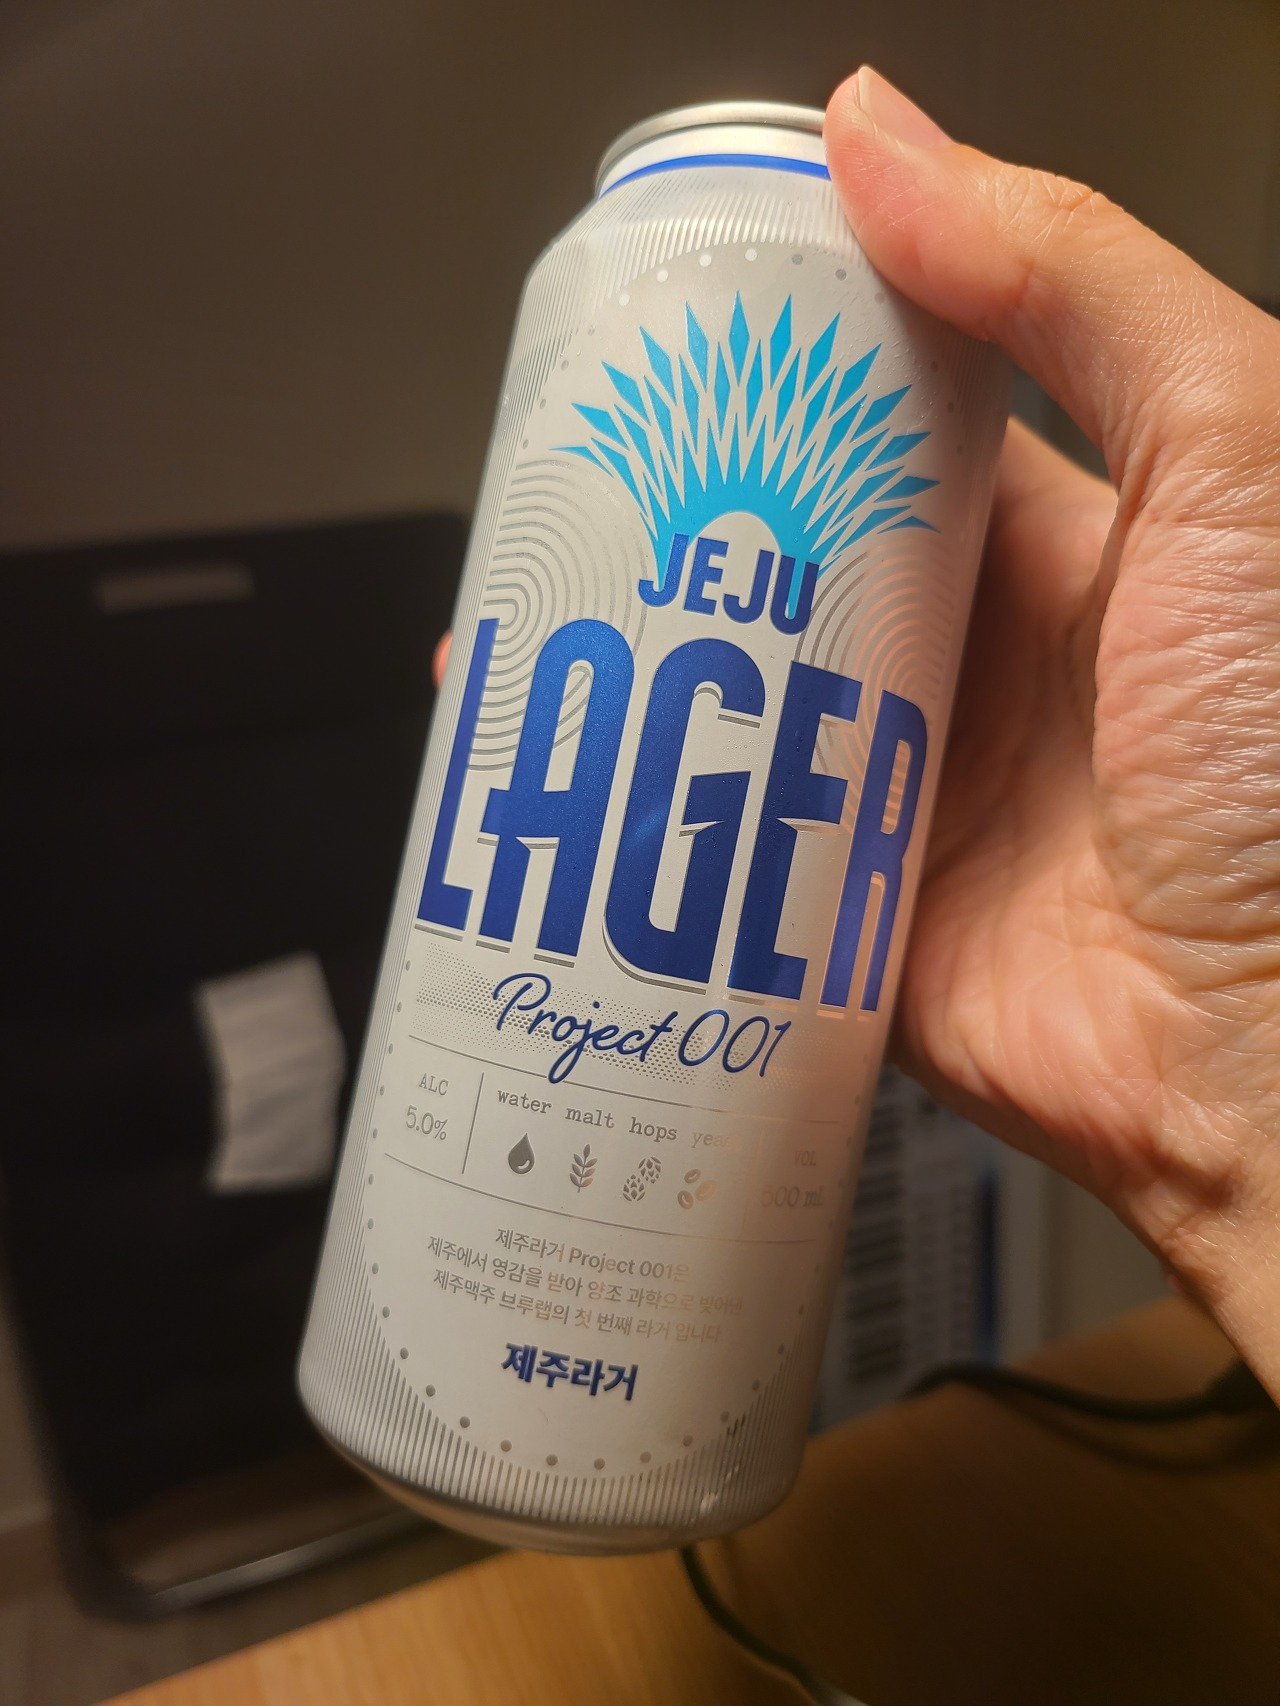 JEJU
LAGER
Project 001
ALC
5.0%
water malt hops
VOL
500 mL
제주라거 Project 001은
제주에서 영감을 받아 양조 과학으로 빚어낸
제주맥주 브루랩의 첫 번째 라거 입니다
제주라거